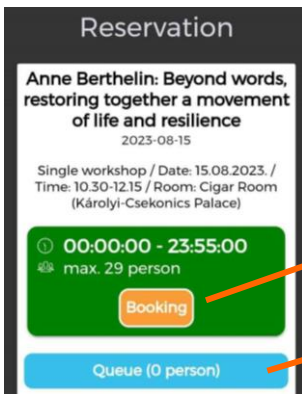 Reservation
Anne Berthelin: Beyond words,
restoring together a movement
of life and resilience
2023-08-15
Single workshop / Date: 15.08.2023. /
Time: 10.30-12.15 / Room: Cigar Room
(Károlyi-Csekonics Palace)
00:00:00 - 23:55:00
max. 29 person
Booking
Queue (0 person)